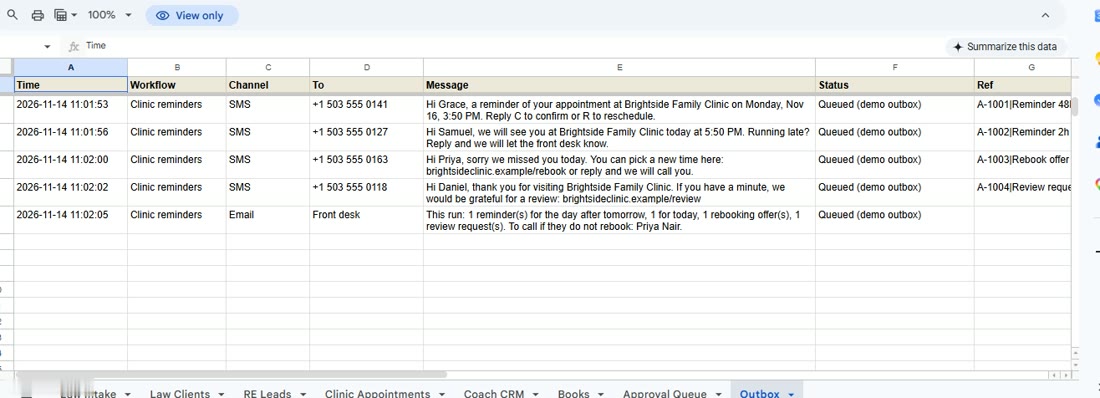 100% View only
fx Time Summarize this data
A B C D E F G
Time Workflow Channel To Message Status Ref
2026-11-14 11:01:53 Clinic reminders SMS +1 503 555 0141 Hi Grace, a reminder of your appointment at Brightside Family Clinic on Monday, Nov Queued (demo outbox) A-1001|Reminder 48
16, 3:50 PM. Reply C to confirm or R to reschedule.
2026-11-14 11:01:56 Clinic reminders SMS +1 503 555 0127 Hi Samuel, we will see you at Brightside Family Clinic today at 5:50 PM. Running late? Queued (demo outbox) A-1002|Reminder 2h
Reply and we will let the front desk know.
2026-11-14 11:02:00 Clinic reminders SMS +1 503 555 0163 Hi Priya, sorry we missed you today. You can pick a new time here: Queued (demo outbox) A-1003|Rebook offer
brightsideclinic.example/rebook or reply and we will call you.
2026-11-14 11:02:02 Clinic reminders SMS +1 503 555 0118 Hi Daniel, thank you for visiting Brightside Family Clinic. If you have a minute, we Queued (demo outbox) A-1004|Review reque
would be grateful for a review: brightsideclinic.example/review
2026-11-14 11:02:05 Clinic reminders Email Front desk This run: 1 reminder(s) for the day after tomorrow, 1 for today, 1 rebooking offer(s), 1 Queued (demo outbox)
review request(s). To call if they do not rebook: Priya Nair.
Intake Law Clients RE Leads Clinic Appointments Coach CRM Books Approval Queue Outbox